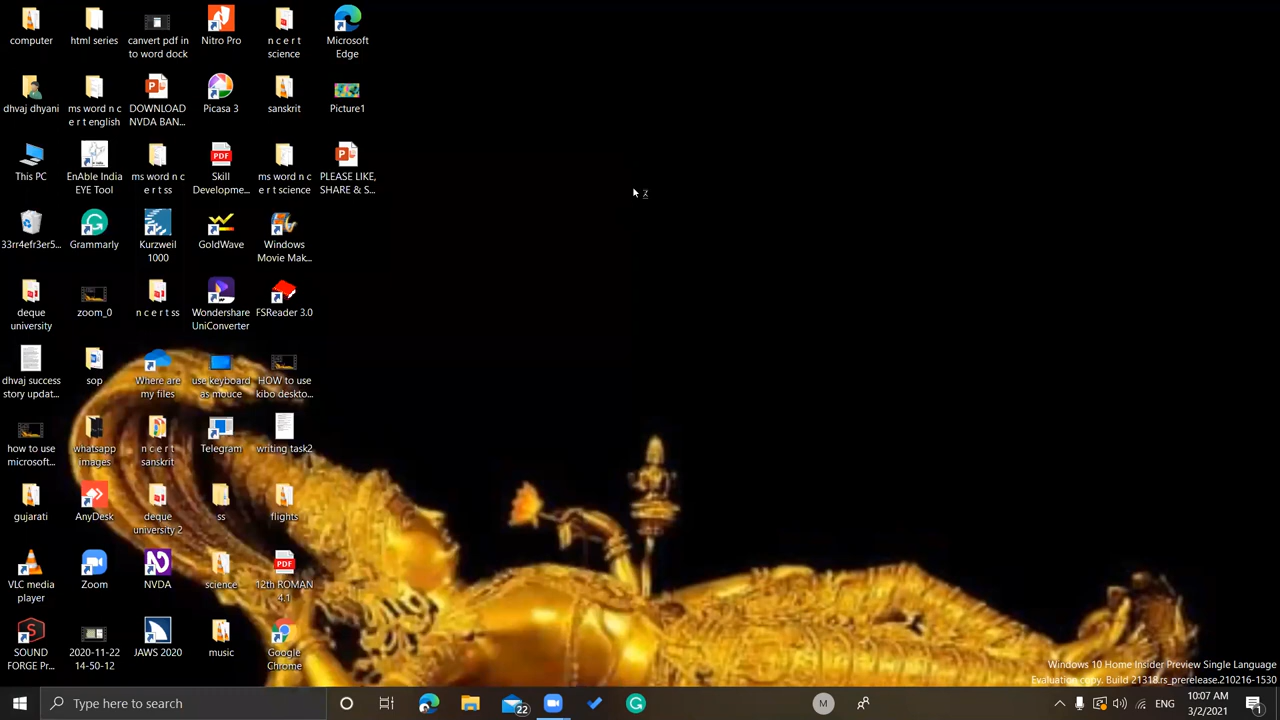 computer
html series
canvert pdf in
to word dock
Nitro Pro
n c e r t
science
Microsoft
Edge
dhvaj dhyani
ms word n c
e r t english
DOWNLOAD
NVDA BAN...
Picasa 3
sanskrit
Picture1
This PC
EnAble India
EYE Tool
ms word n c
e r t ss
Skill
Developme...
ms word n c
e r t science
PLEASE LIKE,
SHARE & S...
33rr4efr3er5...
Grammarly
Kurzweil
1000
GoldWave
Windows
Movie Mak...
deque
university
zoom_0
n c e r t ss
Wondershare
UniConverter
FSReader 3.0
dhvaj success
story updat...
sop
Where are
my files
use keyboard
as mouce
HOW to use
kibo deskto...
how to use
microsoft...
whatsapp
images
n c e r t
sanskrit
Telegram
writing task2
gujarati
AnyDesk
deque
university 2
ss
flights
VLC media
player
Zoom
NVDA
science
12th ROMAN
4.1
SOUND
FORGE Pr...
2020-11-22
14-50-12
JAWS 2020
music
Google
Chrome
Windows 10 Home Insider Preview Single Language
Evaluation copy. Build 21318.rs_prerelease.210216-1530
Type here to search
22
M
ENG
10:07 AM
3/2/2021
1